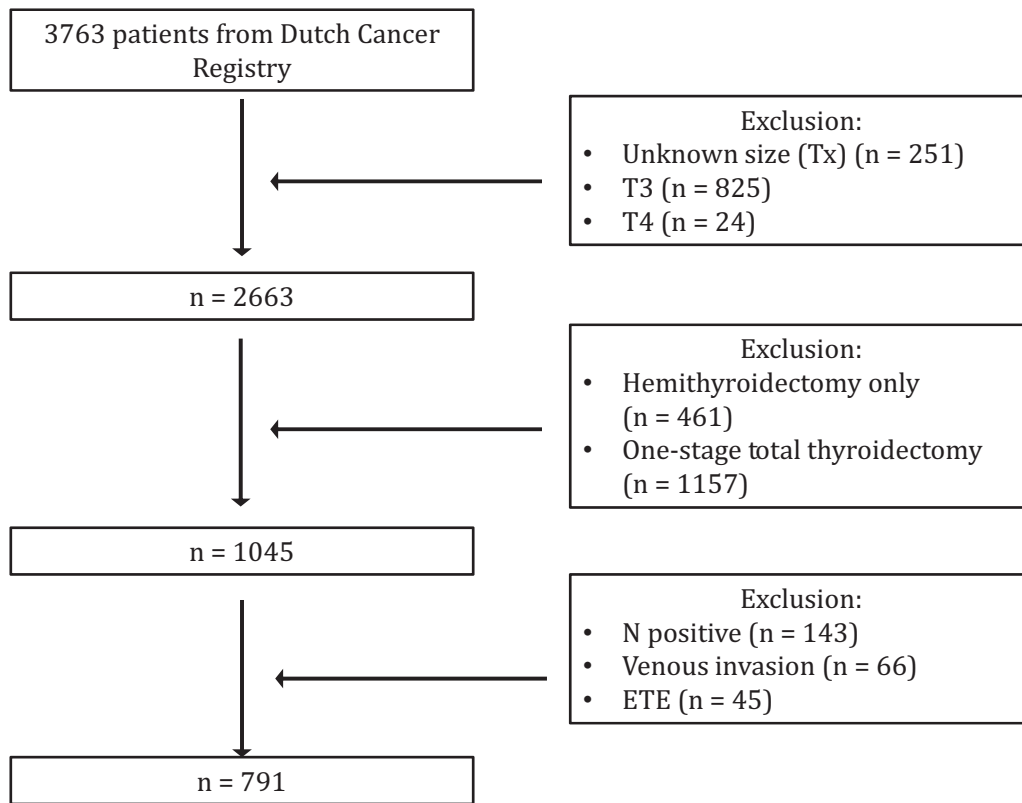 3763 patients from Dutch Cancer
Registry
Exclusion:
• Unknown size (Tx) (n = 251)
• T3 (n = 825)
• T4 (n = 24)
n = 2663
Exclusion:
• Hemithyroidectomy only
(n = 461)
• One-stage total thyroidectomy
(n = 1157)
n = 1045
Exclusion:
• N positive (n = 143)
• Venous invasion (n = 66)
• ETE (n = 45)
n = 791